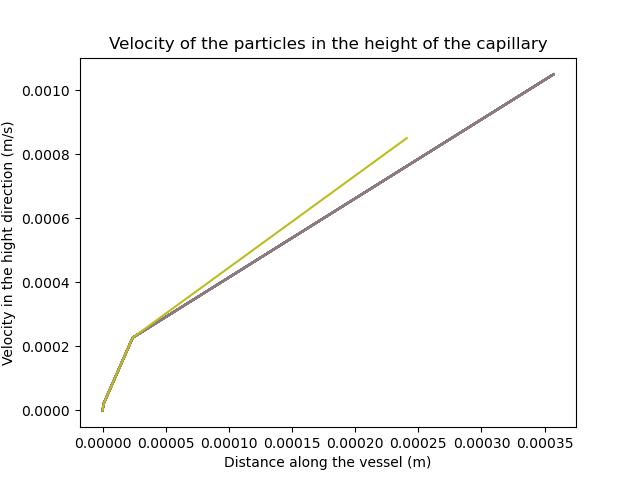 Velocity of the particles in the height of the capillary
0.0010
0.0008
0.0006
0.0004
0.0002
0.0000
Velocity in the hight direction (m/s)
0.00000 0.00005 0.00010 0.00015 0.00020 0.00025 0.00030 0.00035
Distance along the vessel (m)